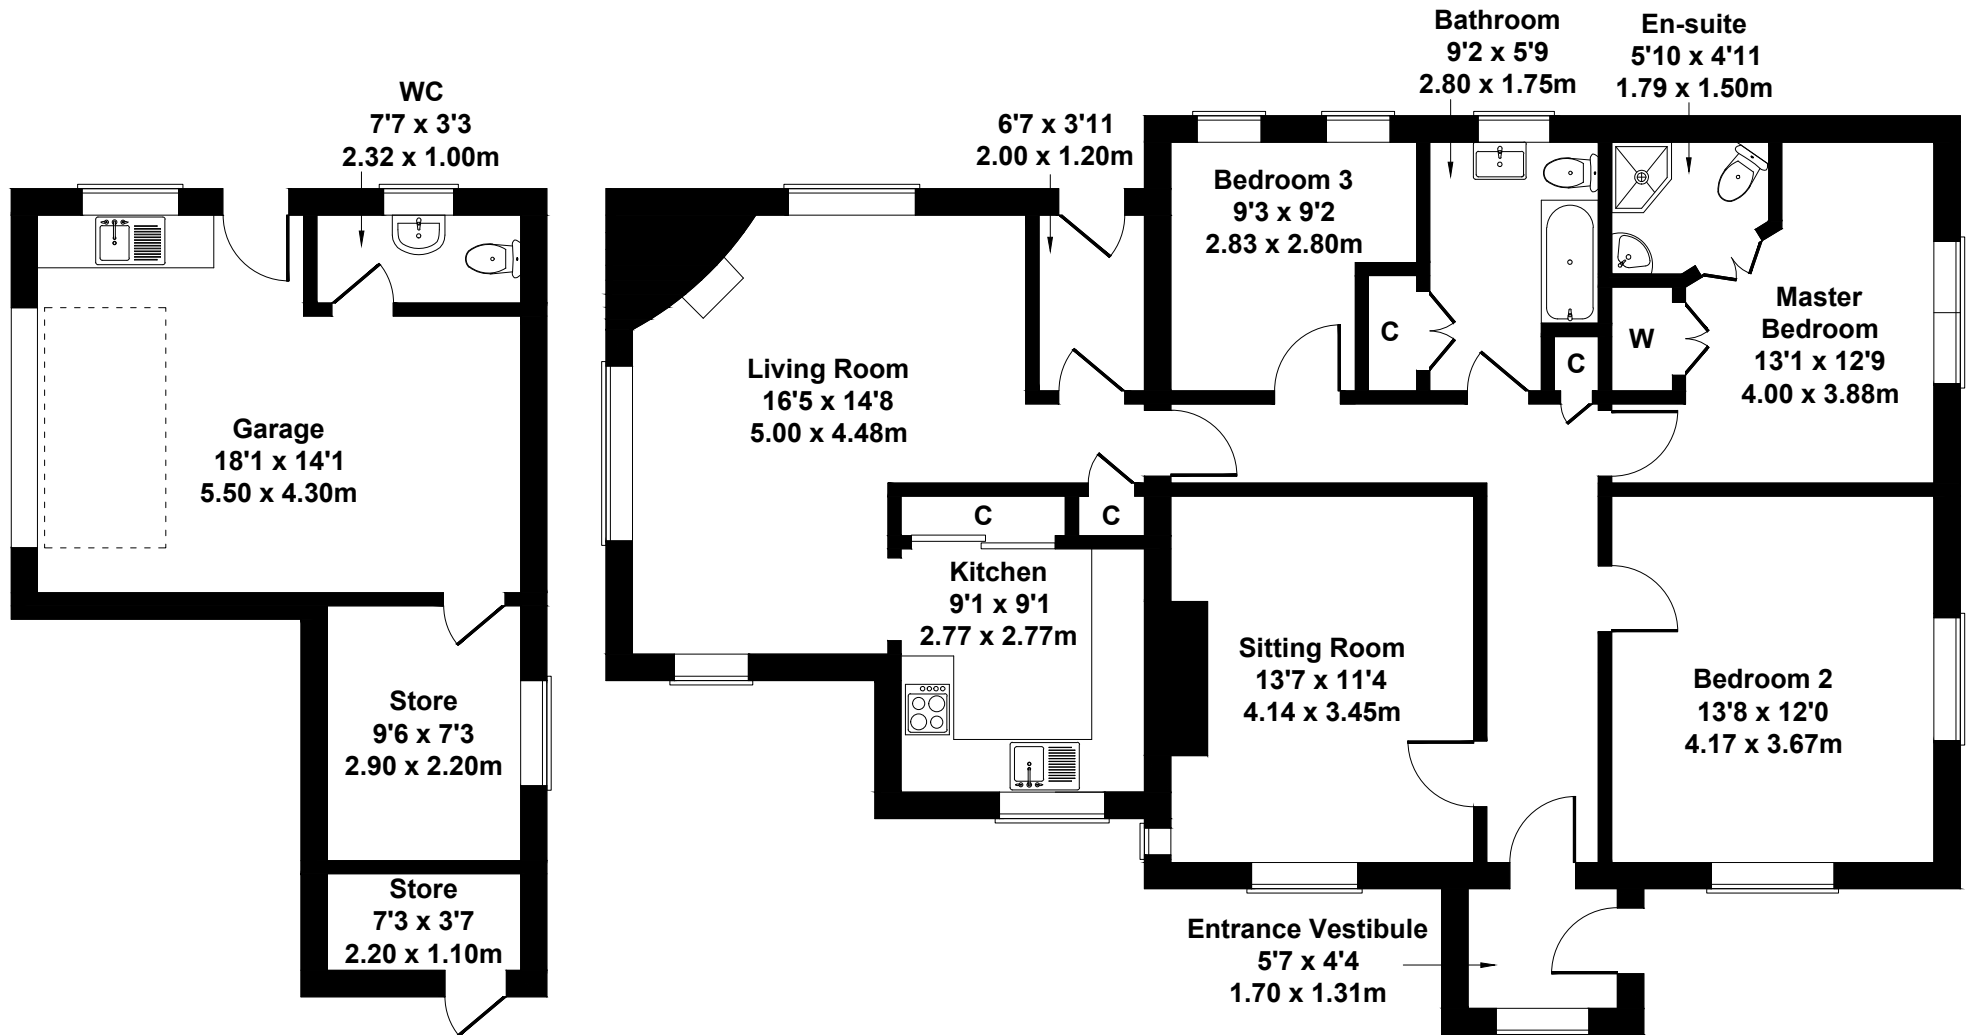 WC
7'7 x 3'3
2.32 x 1.00m
6'7 x 3'11
2.00 x 1.20m
Bathroom
9'2 x 5'9
2.80 x 1.75m
En-suite
5'10 x 4'11
1.79 x 1.50m
Bedroom 3
9'3 x 9'2
2.83 x 2.80m
C
C
W
Master
Bedroom
13'1 x 12'9
4.00 x 3.88m
Living Room
16'5 x 14'8
5.00 x 4.48m
Garage
18'1 x 14'1
5.50 x 4.30m
C
C
Kitchen
9'1 x 9'1
2.77 x 2.77m
Sitting Room
13'7 x 11'4
4.14 x 3.45m
Bedroom 2
13'8 x 12'0
4.17 x 3.67m
Store
9'6 x 7'3
2.90 x 2.20m
Store
7'3 x 3'7
2.20 x 1.10m
Entrance Vestibule
5'7 x 4'4
1.70 x 1.31m